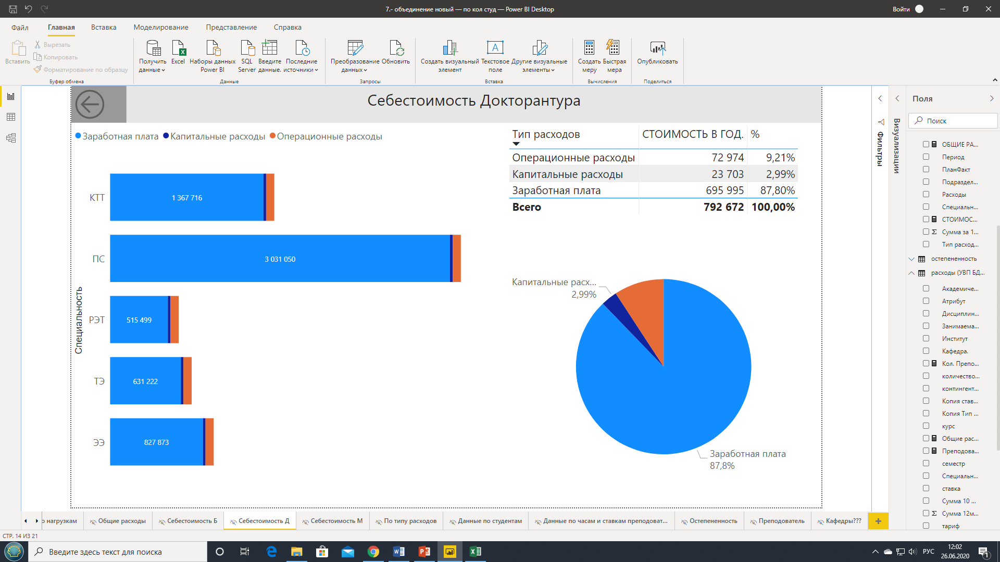 7.- объединение новый — по кол студ — Power BI Desktop
Войти
Файл
Главная
Вставка
Моделирование
Представление
Справка
Вставить
Вырезать
Копировать
Форматирование по образцу
Буфер обмена
Получить данные
Excel
Наборы данных Power BI
SQL Server
Введите данные.
Последние источники
Данные
Преобразование данных
Обновить
Запросы
Создать визуальный элемент
Текстовое поле
Другие визуальные элементы
Вставка
Создать меру
Быстрая мера
Вычисления
Опубликовать
Поделиться
Себестоимость Докторантура
Заработная плата
Капитальные расходы
Операционные расходы
Специальность
КТТ
1 367 716
ПС
3 031 050
РЭТ
515 499
ТЭ
631 222
ЭЭ
827 873
Тип расходов СТОИМОСТЬ В ГОД. %
Операционные расходы 72 974 9,21%
Капитальные расходы 23 703 2,99%
Заработная плата 695 995 87,80%
Всего 792 672 100,00%
Капитальные расх...
2,99%
Заработная плата
87,8%
Фильтры
Визуализации
Поля
Поиск
ОБЩИЕ РА...
Период
ПланФакт
Подраздел...
Расходы
Специальн...
СТОИМОС...
Сумма за 1...
Тип расход...
остепененность
расходы (УВП БД...
Академиче...
Атрибут
Дисциплин...
Занимаема...
Институт
Кафедра.
Кол. Препо...
количество...
контингент...
Копия став...
Копия Тип ...
курс
Общие рас...
Преподова...
семестр
Специальн...
ставка
Сумма 10 ...
Сумма 12м...
тариф
о нагрузкам
Общие расходы
Себестоимость Б
Себестоимость Д
Себестоимость М
По типу расходов
Данные по студентам
Данные по часам и ставкам преподоват...
Остепененность
Преподователь
Кафедры???
СТР. 14 ИЗ 21
Введите здесь текст для поиска
РУС
12:02
26.06.2020
1